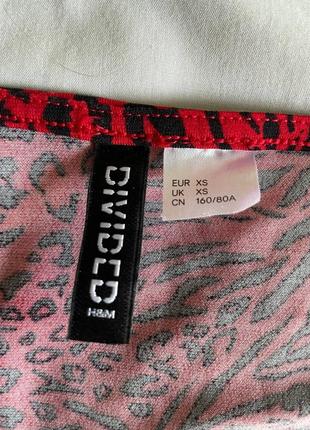 DIVIDED
H&M
EUR XS
UK XS
CN 160/80A